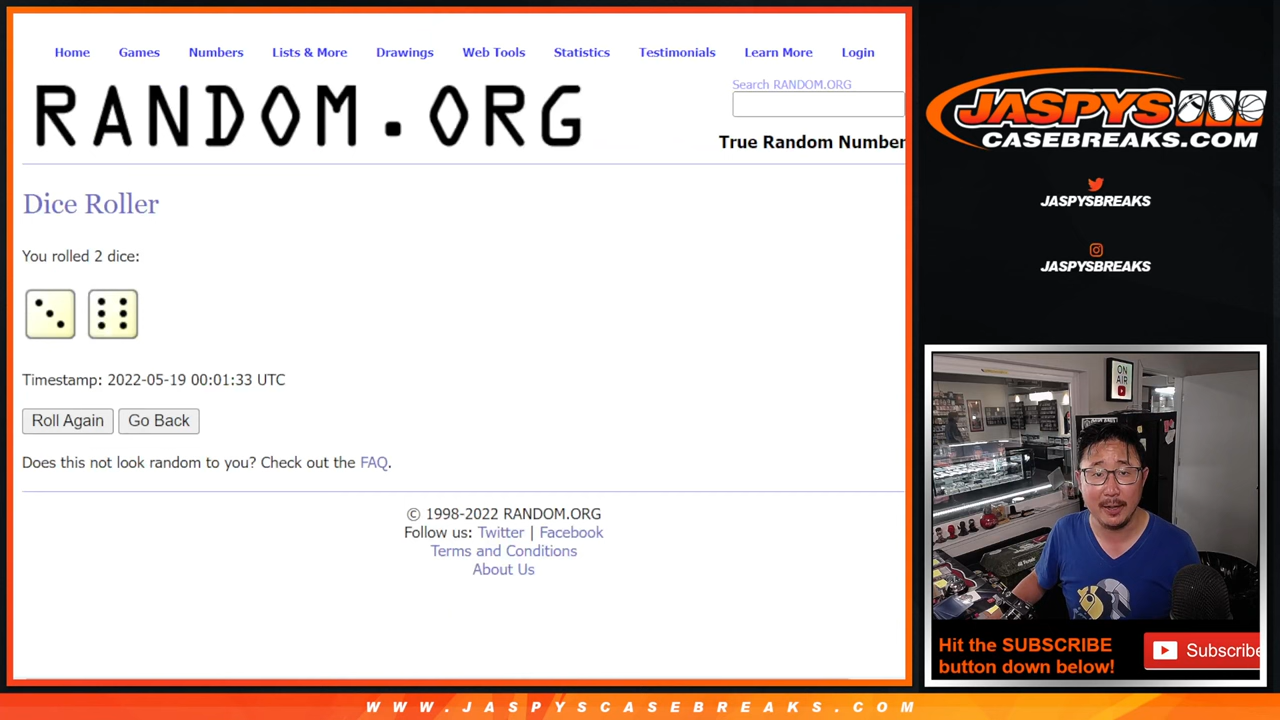 Home Games Numbers Lists & More Drawings Web Tools Statistics Testimonials Learn More Login
RANDOM.ORG
Search RANDOM.ORG
True Random Number
Dice Roller
You rolled 2 dice:
Timestamp: 2022-05-19 00:01:33 UTC
Roll Again Go Back
Does this not look random to you? Check out the FAQ.
© 1998-2022 RANDOM.ORG
Follow us: Twitter | Facebook
Terms and Conditions
About Us
JASPYS
CASEBREAKS.COM
JASPYSBREAKS
JASPYSBREAKS
ON
AIR
Hit the SUBSCRIBE
button down below!
Subscribe
WWW.JASPYSCASEBREAKS.COM